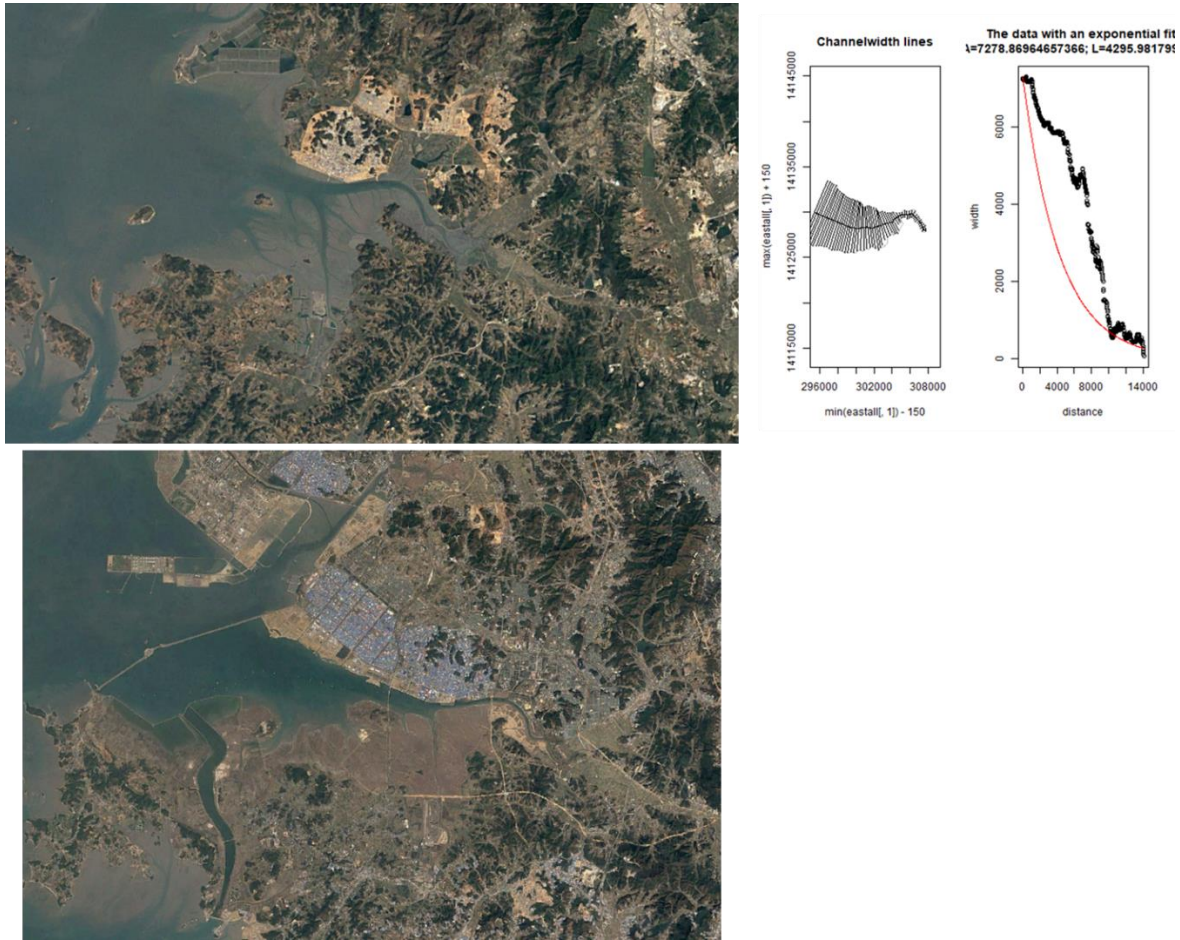 Channelwidth lines
max(eastall[, 1]) + 150
14115000 14125000 14135000 14145000
296000 302000 308000
min(eastall[, 1]) - 150
The data with an exponential fit
A=7278.86964657366; L=4295.981799
width
0 2000 4000 6000
0 4000 8000 14000
distance